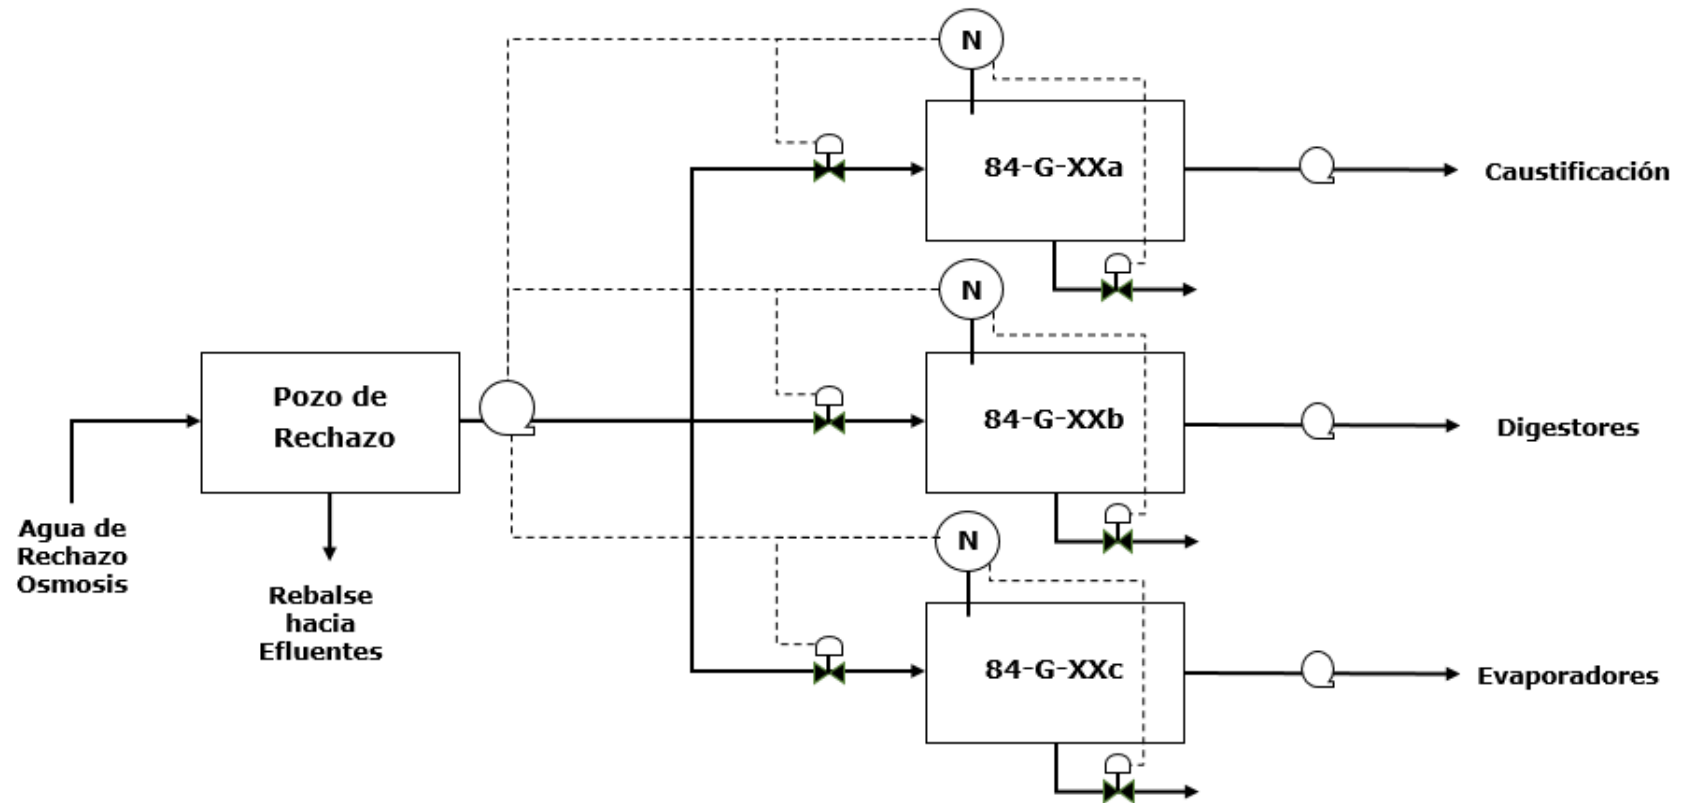 N
84-G-XXa
Caustificación
N
Pozo de
Rechazo
84-G-XXb
Digestores
Agua de
Rechazo
Osmosis
Rebalse
hacia
Efluentes
N
84-G-XXc
Evaporadores